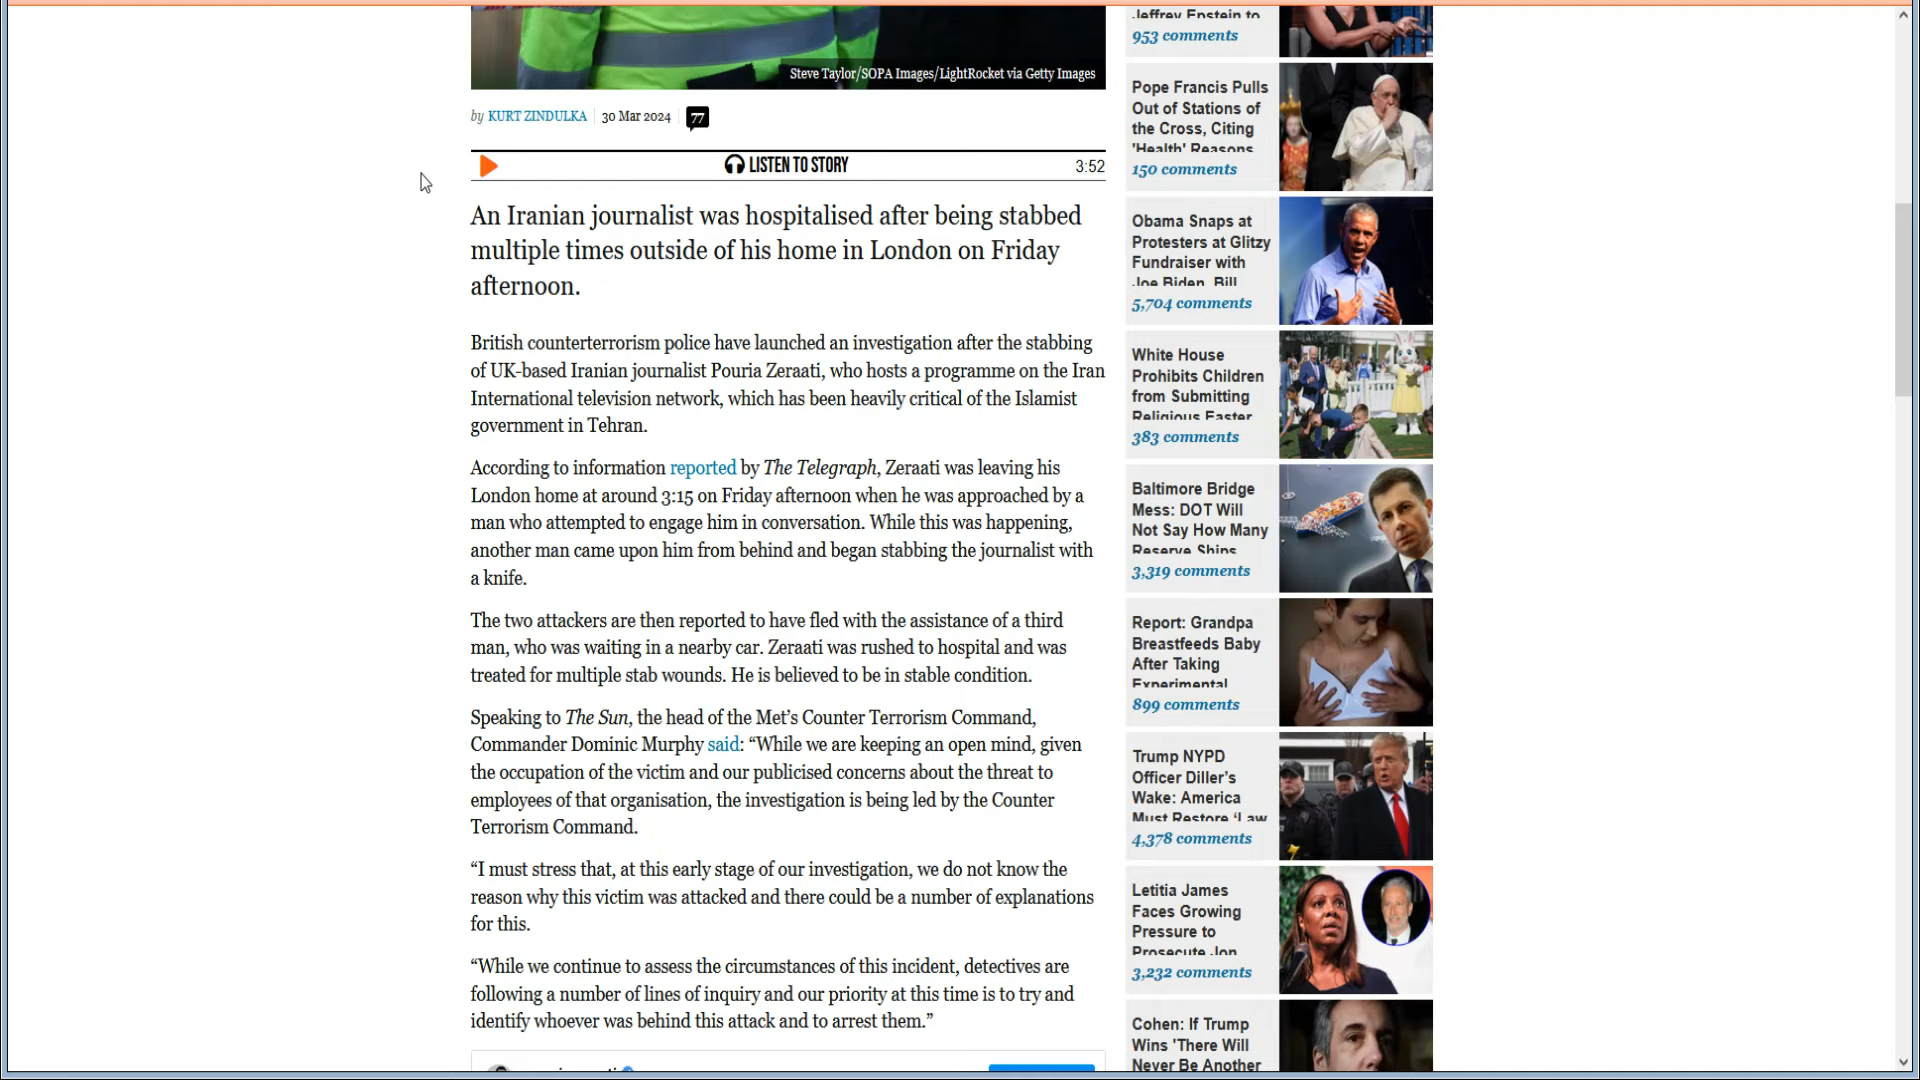 Steve Taylor/SOPA Images/LightRocket via Getty Images
by KURT ZINDULKA 30 Mar 2024 77
LISTEN TO STORY 3:52
An Iranian journalist was hospitalised after being stabbed
multiple times outside of his home in London on Friday
afternoon.
British counterterrorism police have launched an investigation after the stabbing
of UK-based Iranian journalist Pouria Zeraati, who hosts a programme on the Iran
International television network, which has been heavily critical of the Islamist
government in Tehran.
According to information reported by The Telegraph, Zeraati was leaving his
London home at around 3:15 on Friday afternoon when he was approached by a
man who attempted to engage him in conversation. While this was happening,
another man came upon him from behind and began stabbing the journalist with
a knife.
The two attackers are then reported to have fled with the assistance of a third
man, who was waiting in a nearby car. Zeraati was rushed to hospital and was
treated for multiple stab wounds. He is believed to be in stable condition.
Speaking to The Sun, the head of the Met’s Counter Terrorism Command,
Commander Dominic Murphy said: “While we are keeping an open mind, given
the occupation of the victim and our publicised concerns about the threat to
employees of that organisation, the investigation is being led by the Counter
Terrorism Command.
“I must stress that, at this early stage of our investigation, we do not know the
reason why this victim was attacked and there could be a number of explanations
for this.
“While we continue to assess the circumstances of this incident, detectives are
following a number of lines of inquiry and our priority at this time is to try and
identify whoever was behind this attack and to arrest them.”
Jeffrey Epstein to
953 comments
Pope Francis Pulls
Out of Stations of
the Cross, Citing
'Health' Reasons
150 comments
Obama Snaps at
Protesters at Glitzy
Fundraiser with
Joe Biden, Bill
5,704 comments
White House
Prohibits Children
from Submitting
Religious Easter
383 comments
Baltimore Bridge
Mess: DOT Will
Not Say How Many
Reserve Ships
3,319 comments
Report: Grandpa
Breastfeeds Baby
After Taking
Experimental
899 comments
Trump NYPD
Officer Diller’s
Wake: America
Must Restore ‘Law
4,378 comments
Letitia James
Faces Growing
Pressure to
Prosecute Jon
3,232 comments
Cohen: If Trump
Wins 'There Will
Never Be Another